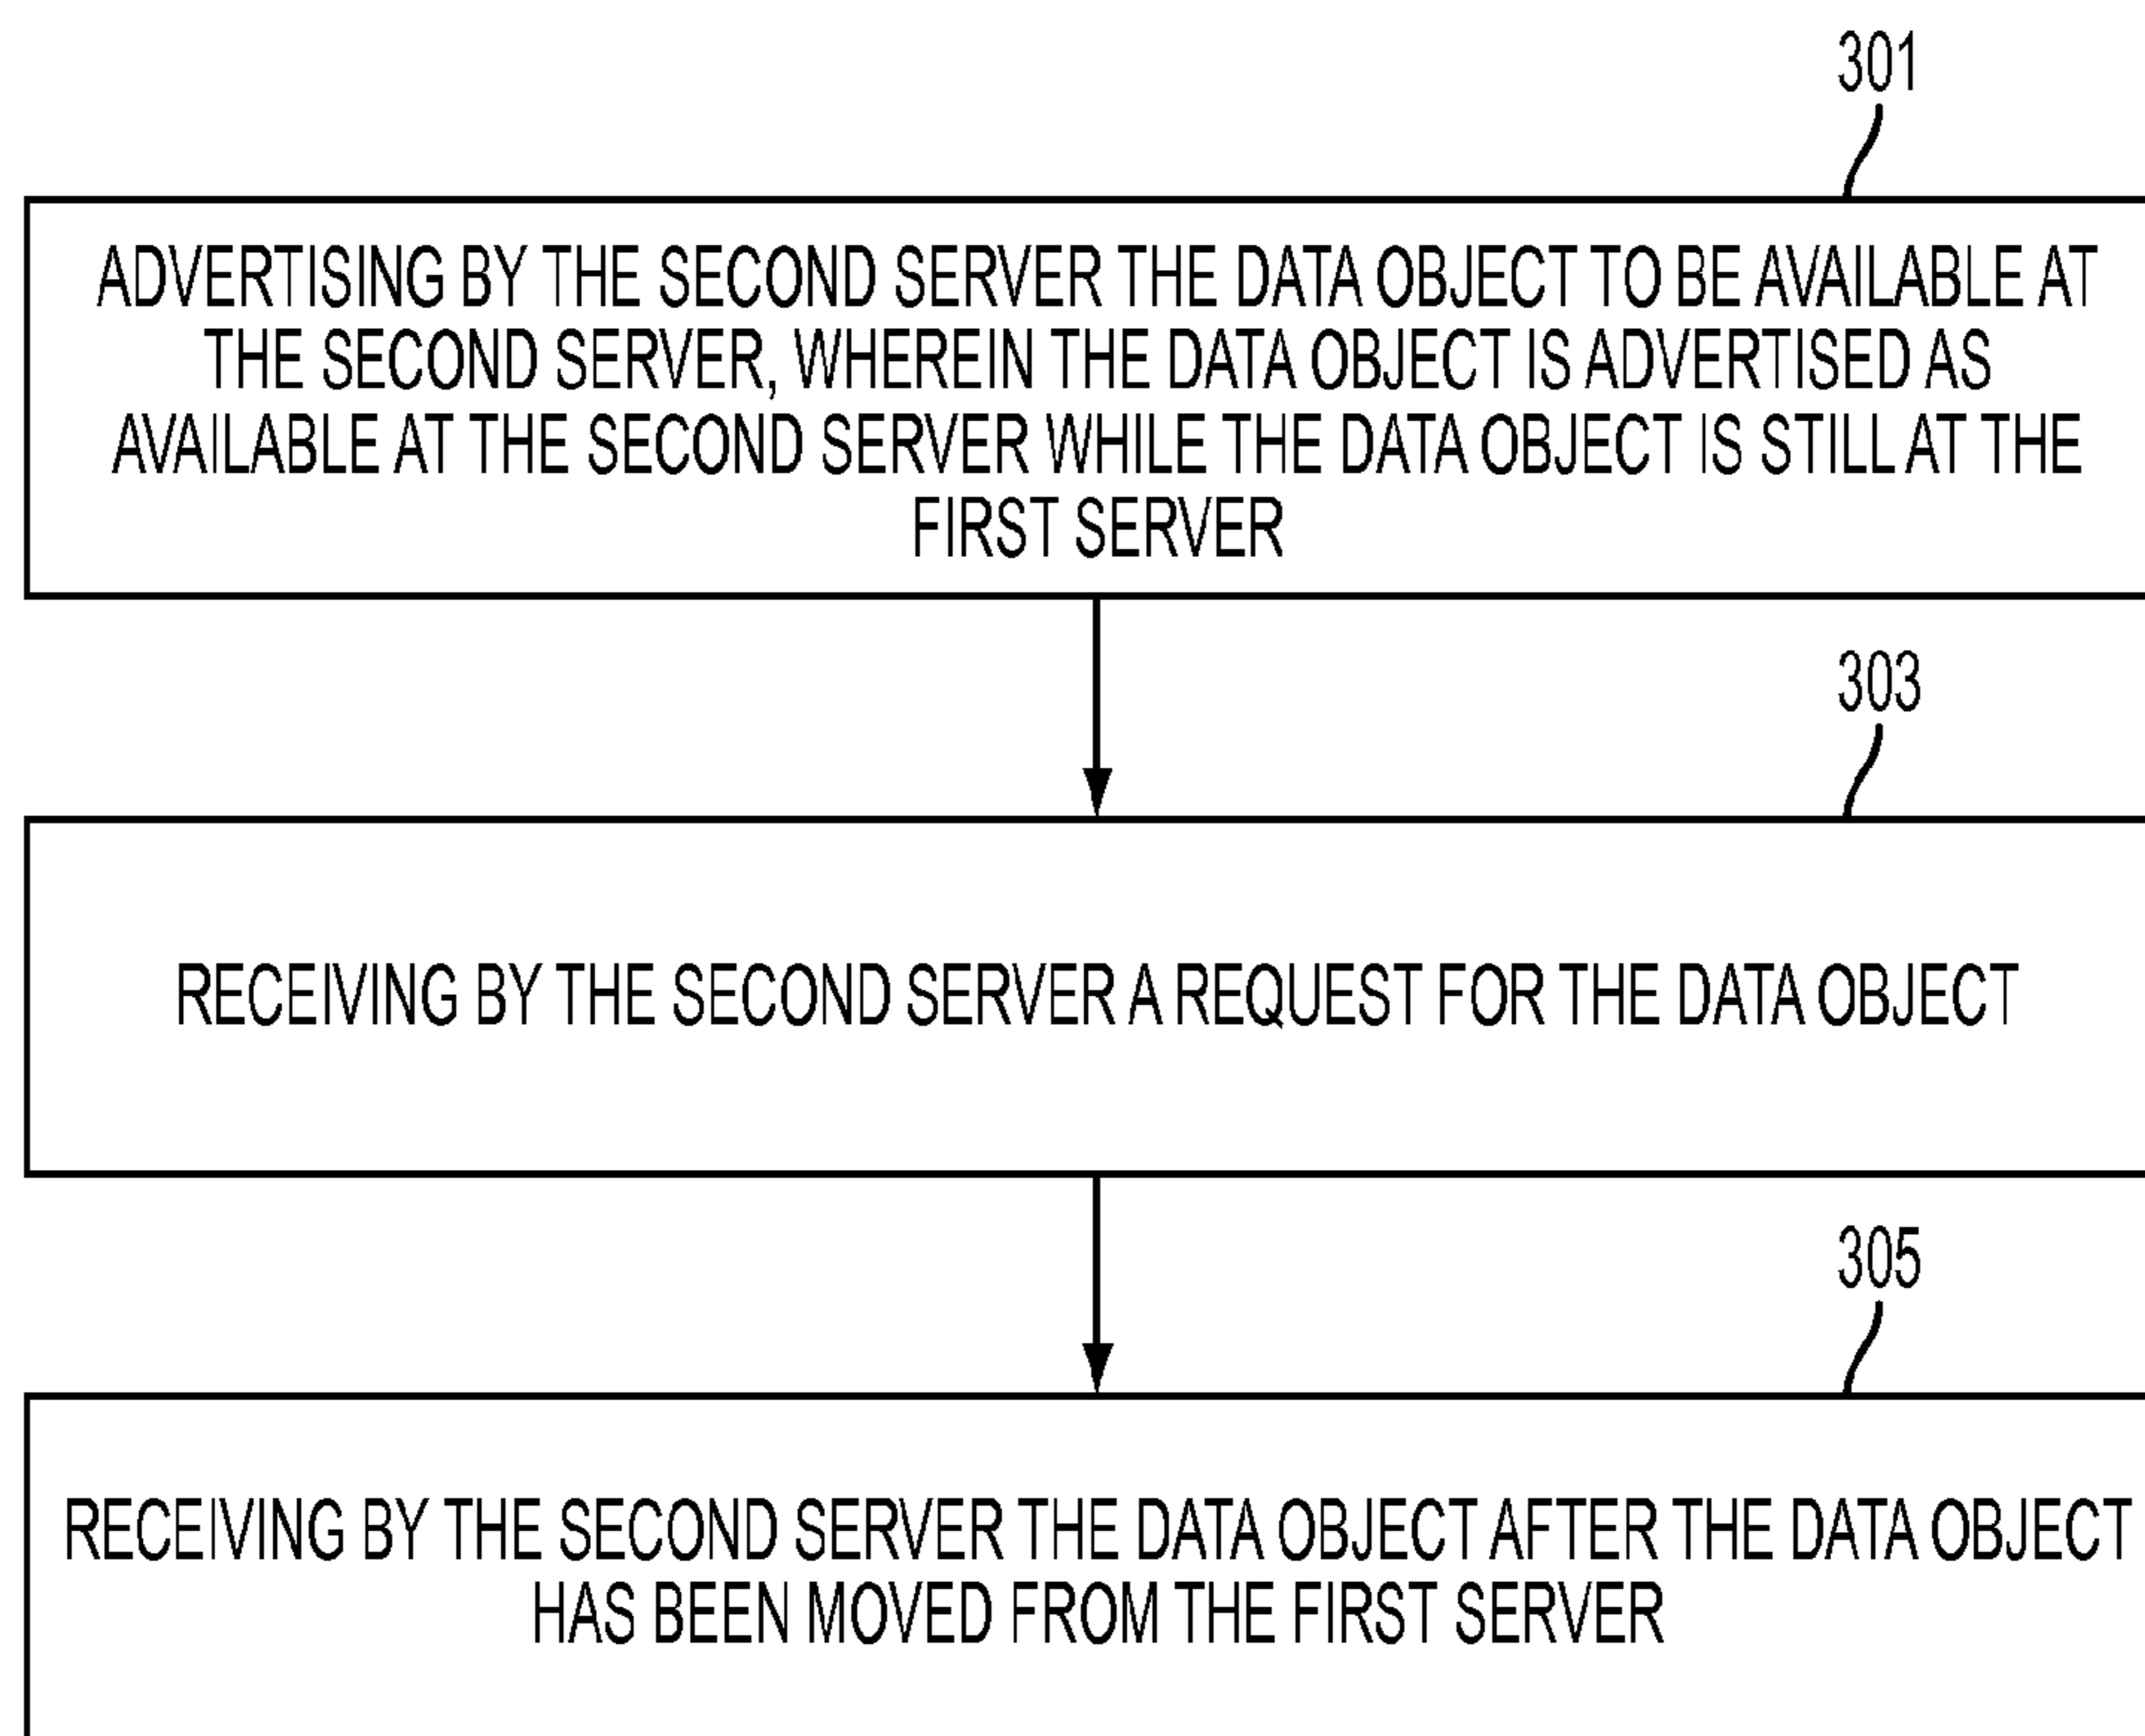 301
ADVERTISING BY THE SECOND SERVER THE DATA OBJECT TO BE AVAILABLE AT
THE SECOND SERVER, WHEREIN THE DATA OBJECT IS ADVERTISED AS
AVAILABLE AT THE SECOND SERVER WHILE THE DATA OBJECT IS STILL AT THE
FIRST SERVER
303
RECEIVING BY THE SECOND SERVER A REQUEST FOR THE DATA OBJECT
305
RECEIVING BY THE SECOND SERVER THE DATA OBJECT AFTER THE DATA OBJECT
HAS BEEN MOVED FROM THE FIRST SERVER